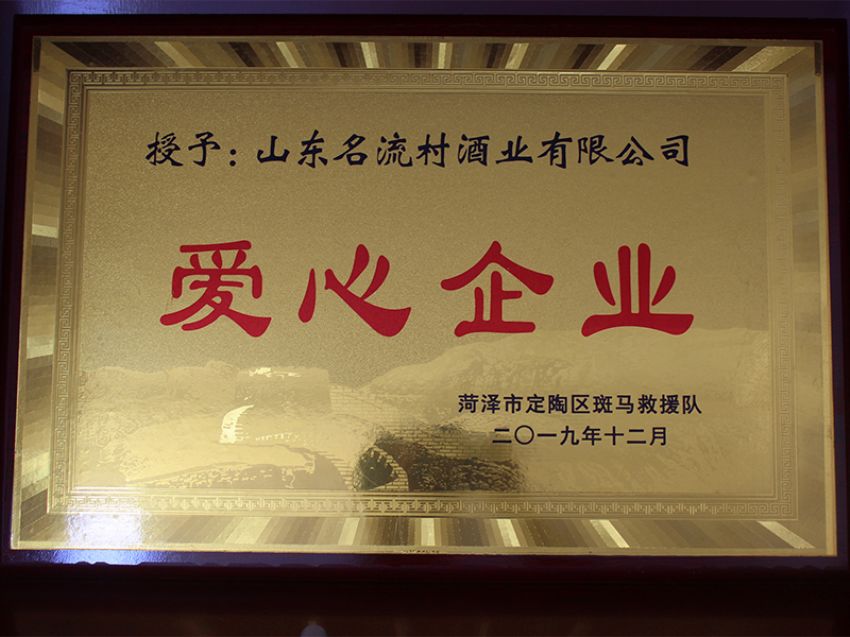 授予：山东名流村酒业有限公司
爱心企业
菏泽市定陶区斑马救援队
二〇一九年十二月